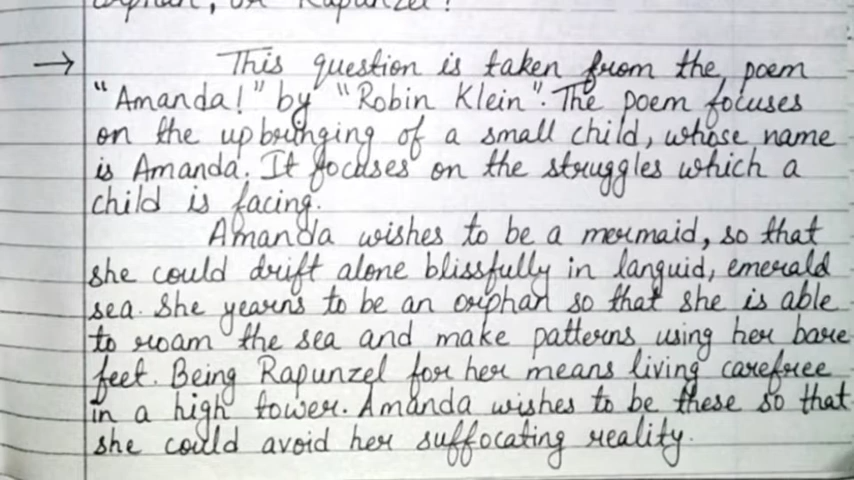 orphan, or Rapunzel?
→ This question is taken from the poem
"Amanda!" by "Robin Klein". The poem focuses
on the upbringing of a small child, whose name
is Amanda. It focuses on the struggles which a
child is facing.
Amanda wishes to be a mermaid, so that
she could drift alone blissfully in languid, emerald
sea. She yearns to be an orphan so that she is able
to roam the sea and make patterns using her bare
feet. Being Rapunzel for her means living carefree
in a high tower. Amanda wishes to be these so that
she could avoid her suffocating reality.